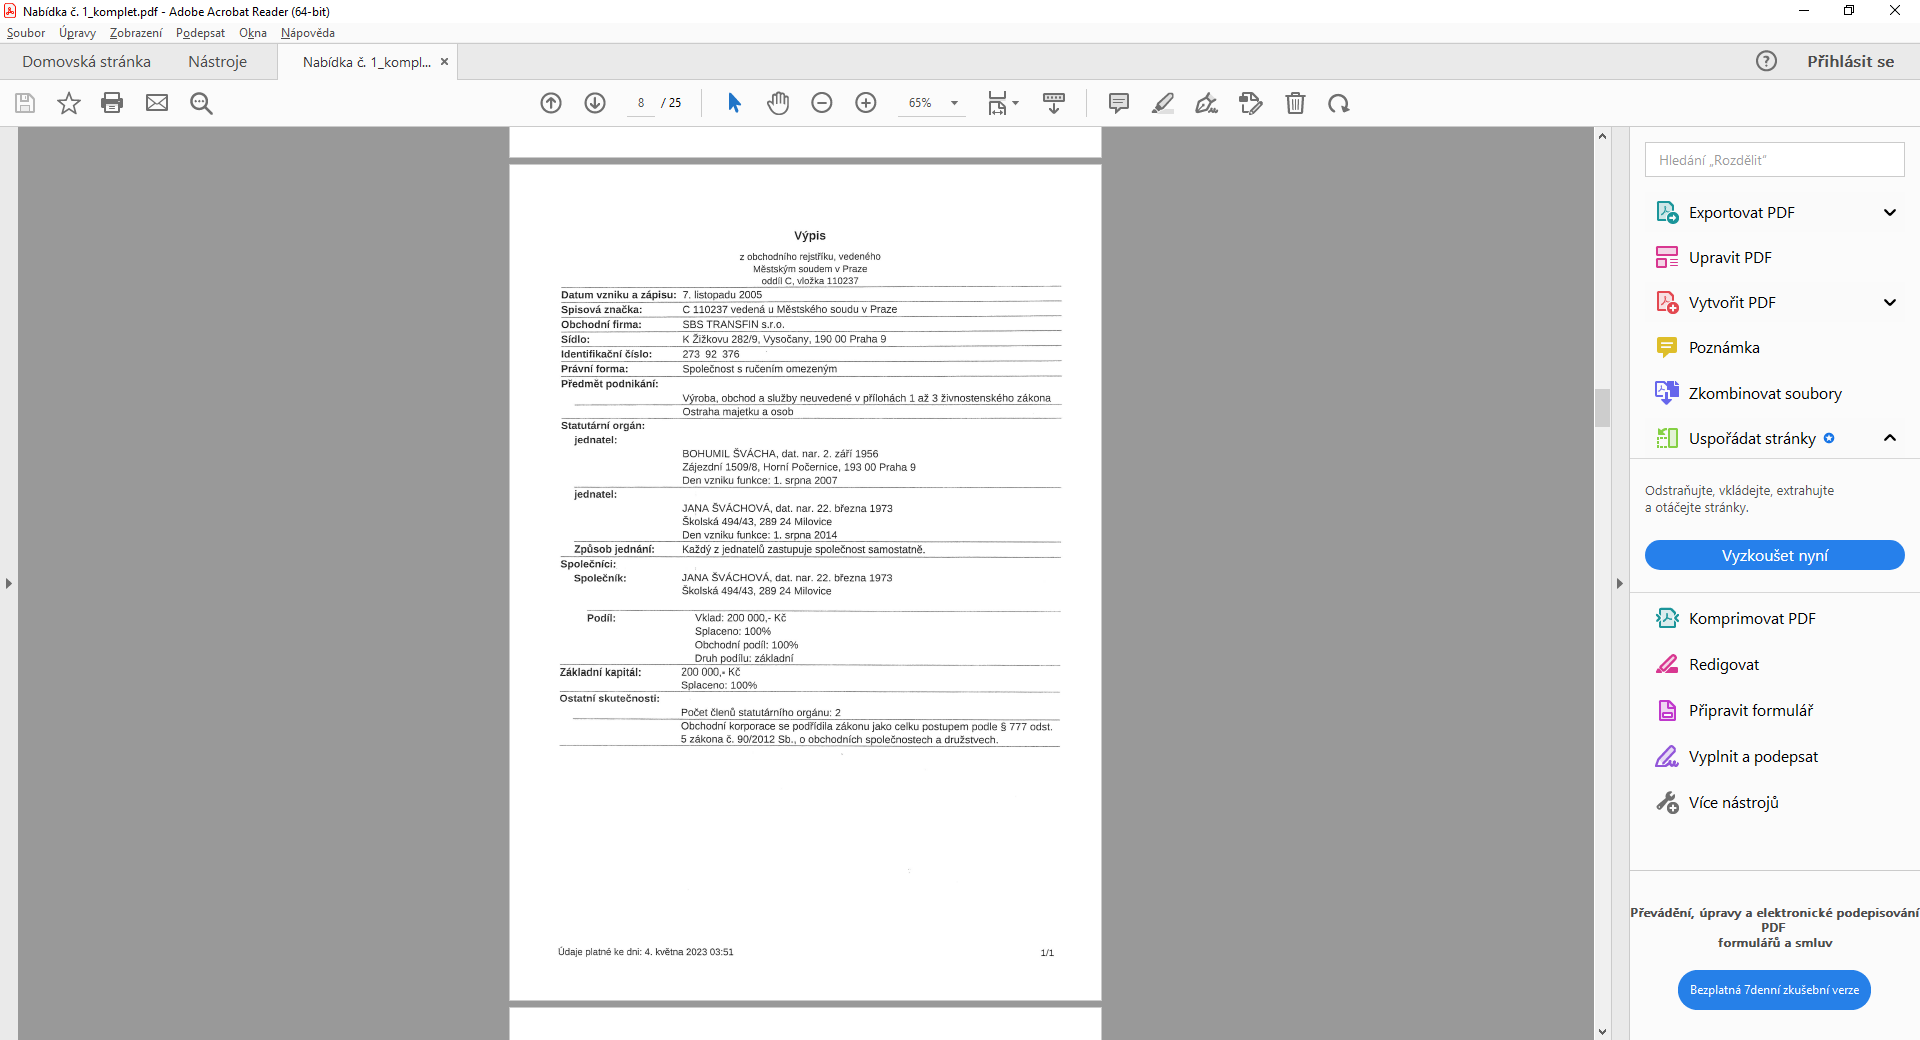 Nabídka č. 1_komplet.pdf - Adobe Acrobat Reader (64-bit)
Soubor Úpravy Zobrazení Podepsat Okna Nápověda
Domovská stránka Nástroje Nabídka č. 1_kompl... × Přihlásit se
8 / 25 65%
Výpis
z obchodního rejstříku, vedeného
Městským soudem v Praze
oddíl C, vložka 110237
Datum vzniku a zápisu: 7. listopadu 2005
Spisová značka: C 110237 vedená u Městského soudu v Praze
Obchodní firma: SBS TRANSFIN s.r.o.
Sídlo: K Žižkovu 282/9, Vysočany, 190 00 Praha 9
Identifikační číslo: 273 92 376
Právní forma: Společnost s ručením omezeným
Předmět podnikání:
Výroba, obchod a služby neuvedené v přílohách 1 až 3 živnostenského zákona
Ostraha majetku a osob
Statutární orgán:
jednatel:
BOHUMIL ŠVÁCHA, dat. nar. 2. září 1956
Zájezdní 1509/8, Horní Počernice, 193 00 Praha 9
Den vzniku funkce: 1. srpna 2007
jednatel:
JANA ŠVÁCHOVÁ, dat. nar. 22. března 1973
Školská 494/43, 289 24 Milovice
Den vzniku funkce: 1. srpna 2014
Způsob jednání: Každý z jednatelů zastupuje společnost samostatně.
Společníci:
Společník: JANA ŠVÁCHOVÁ, dat. nar. 22. března 1973
Školská 494/43, 289 24 Milovice
Podíl: Vklad: 200 000,- Kč
Splaceno: 100%
Obchodní podíl: 100%
Druh podílu: základní
Základní kapitál: 200 000,- Kč
Splaceno: 100%
Ostatní skutečnosti:
Počet členů statutárního orgánu: 2
Obchodní korporace se podřídila zákonu jako celku postupem podle § 777 odst.
5 zákona č. 90/2012 Sb., o obchodních společnostech a družstvech.
Údaje platné ke dni: 4. května 2023 03:51 1/1
Hledání „Rozdělit“
Exportovat PDF
Upravit PDF
Vytvořit PDF
Poznámka
Zkombinovat soubory
Uspořádat stránky
Odstraňujte, vkládejte, extrahujte
a otáčejte stránky.
Vyzkoušet nyní
Komprimovat PDF
Redigovat
Připravit formulář
Vyplnit a podepsat
Více nástrojů
Převádění, úpravy a elektronické podepisování
PDF
formulářů a smluv
Bezplatná 7denní zkušební verze